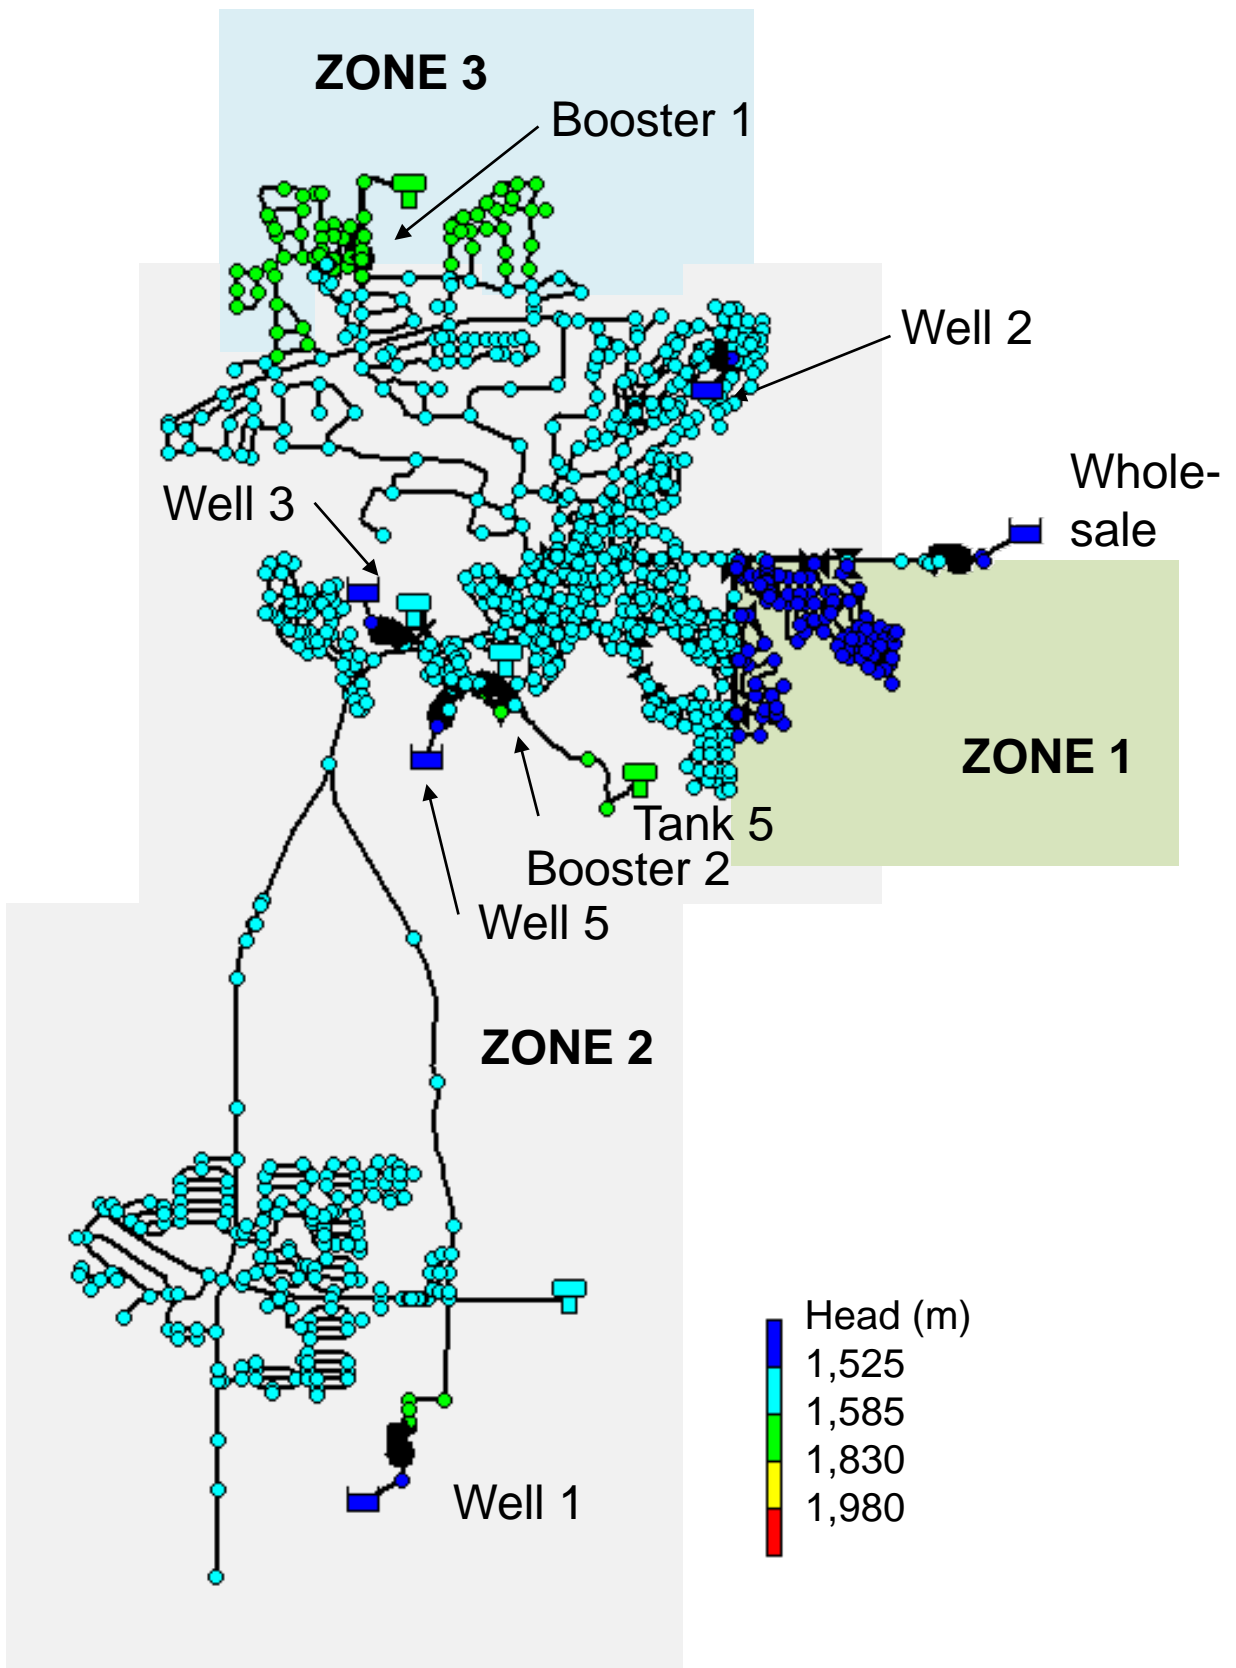 ZONE 3
Booster 1
Well 2
Whole-
sale
Well 3
ZONE 1
Tank 5
Booster 2
Well 5
ZONE 2
Head (m)
1,525
1,585
1,830
1,980
Well 1